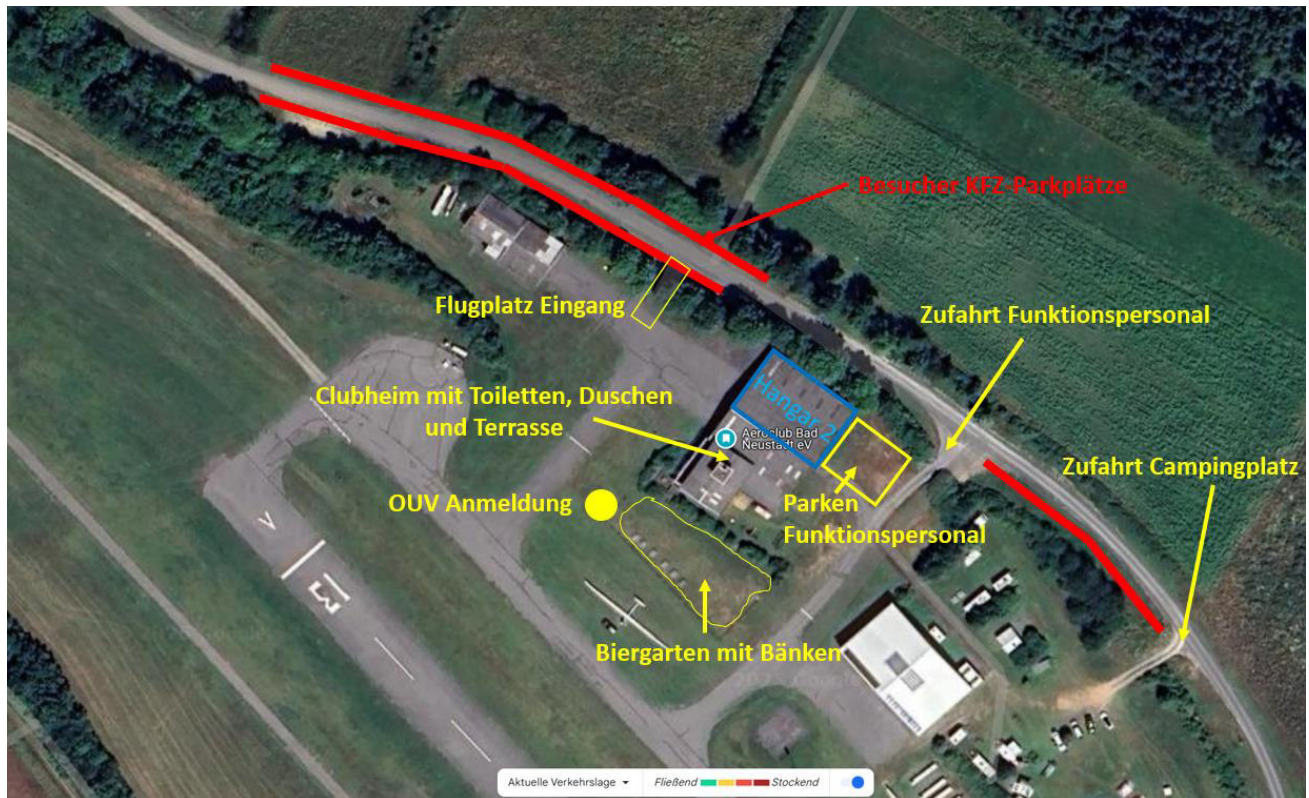 Besucher KFZ-Parkplätze
Flugplatz Eingang
Zufahrt Funktionspersonal
Hangar 2
Clubheim mit Toiletten, Duschen
und Terrasse
Aeroclub Bad
Neustadt eV
Zufahrt Campingplatz
OUV Anmeldung
Parken
Funktionspersonal
Biergarten mit Bänken
Aktuelle Verkehrslage
Fließend
Stockend